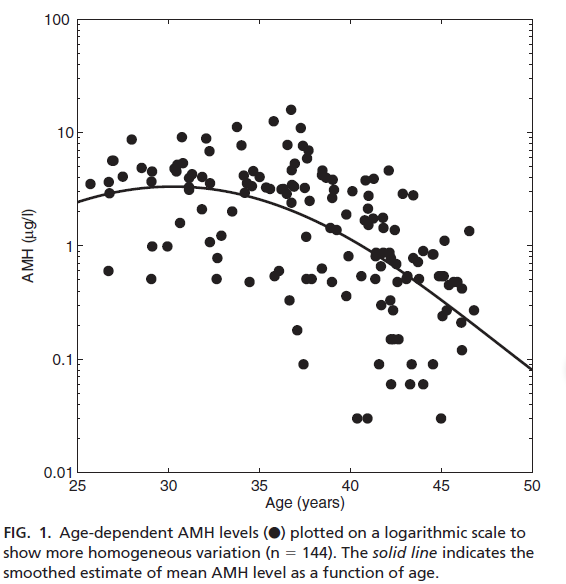 100
10
1
0.1
0.01
AMH (μg/l)
25 30 35 40 45 50
Age (years)
FIG. 1. Age-dependent AMH levels (●) plotted on a logarithmic scale to
show more homogeneous variation (n = 144). The solid line indicates the
smoothed estimate of mean AMH level as a function of age.